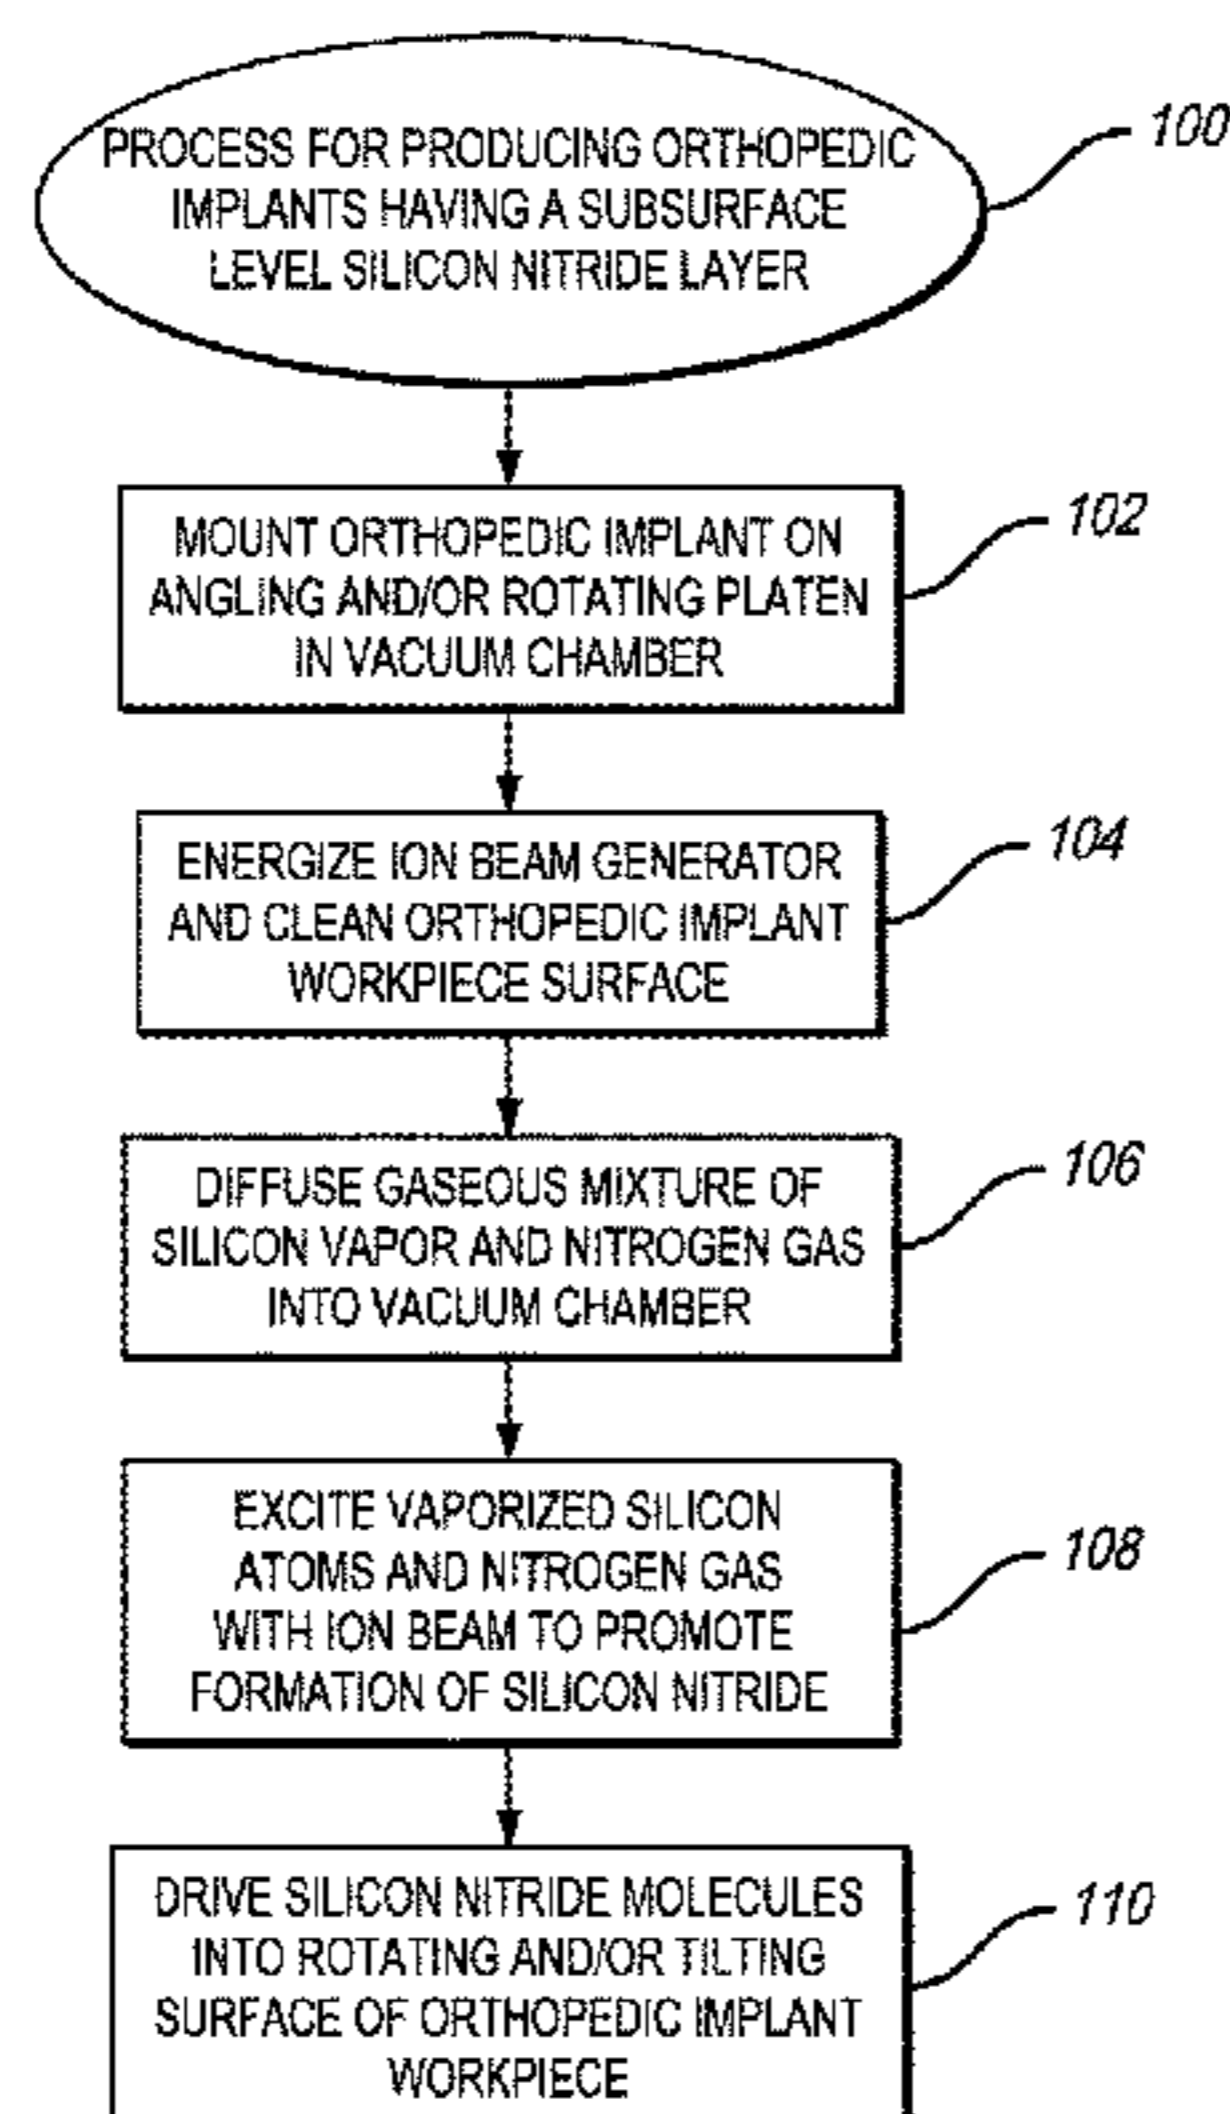 PROCESS FOR PRODUCING ORTHOPEDIC
IMPLANTS HAVING A SUBSURFACE
LEVEL SILICON NITRIDE LAYER
100
MOUNT ORTHOPEDIC IMPLANT ON
ANGLING AND/OR ROTATING PLATEN
IN VACUUM CHAMBER
102
ENERGIZE ION BEAM GENERATOR
AND CLEAN ORTHOPEDIC IMPLANT
WORKPIECE SURFACE
104
DIFFUSE GASEOUS MIXTURE OF
SILICON VAPOR AND NITROGEN GAS
INTO VACUUM CHAMBER
106
EXCITE VAPORIZED SILICON
ATOMS AND NITROGEN GAS
WITH ION BEAM TO PROMOTE
FORMATION OF SILICON NITRIDE
108
DRIVE SILICON NITRIDE MOLECULES
INTO ROTATING AND/OR TILTING
SURFACE OF ORTHOPEDIC IMPLANT
WORKPIECE
110